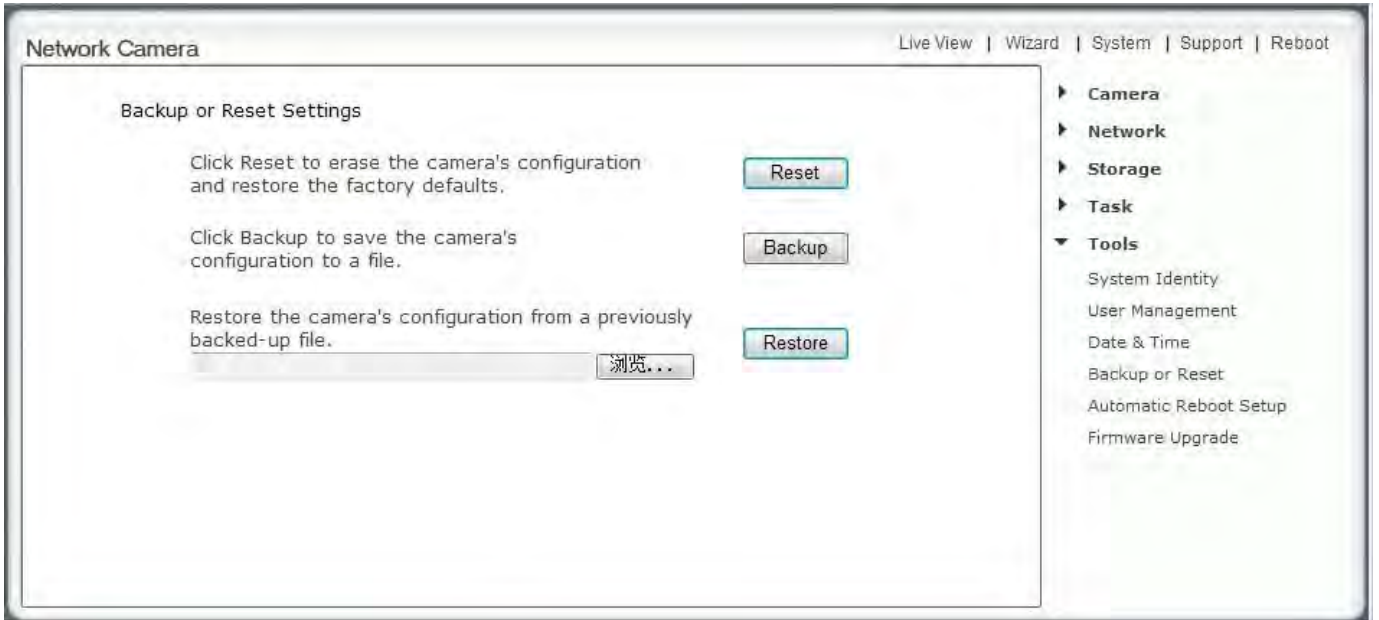 Network Camera
Live View | Wizard | System | Support | Reboot
Backup or Reset Settings
Click Reset to erase the camera's configuration
and restore the factory defaults.
Reset
Click Backup to save the camera's
configuration to a file.
Backup
Restore the camera's configuration from a previously
backed-up file.
浏览...
Restore
Camera
Network
Storage
Task
Tools
System Identity
User Management
Date & Time
Backup or Reset
Automatic Reboot Setup
Firmware Upgrade